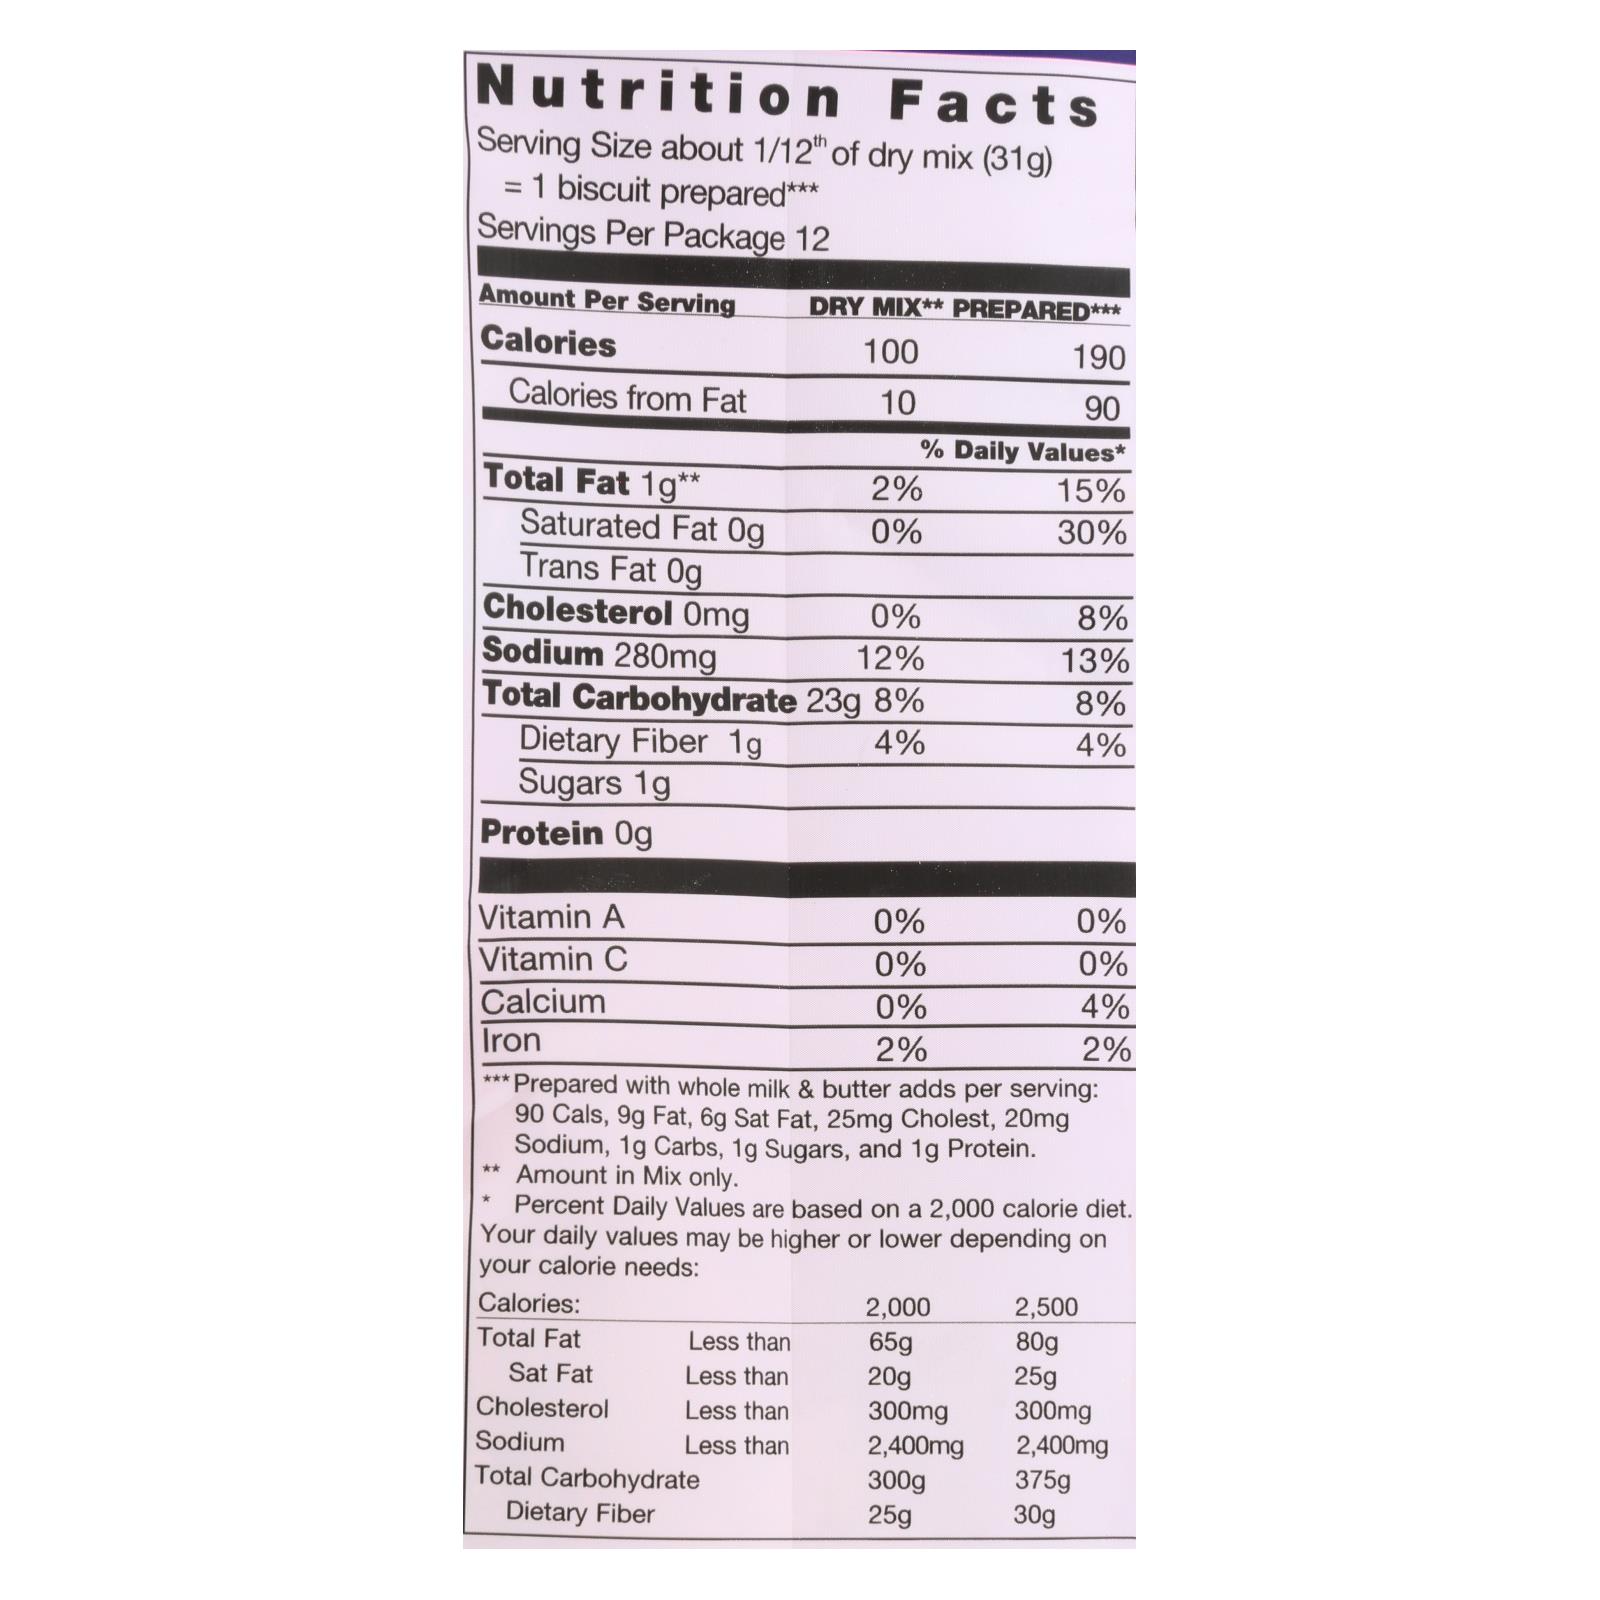 Nutrition Facts
Serving Size about 1/12th of dry mix (31g)
= 1 biscuit prepared***
Servings Per Package 12
Amount Per Serving DRY MIX** PREPARED***
Calories 100 190
Calories from Fat 10 90
% Daily Values*
Total Fat 1g** 2% 15%
Saturated Fat 0g 0% 30%
Trans Fat 0g
Cholesterol 0mg 0% 8%
Sodium 280mg 12% 13%
Total Carbohydrate 23g 8% 8%
Dietary Fiber 1g 4% 4%
Sugars 1g
Protein 0g
Vitamin A 0% 0%
Vitamin C 0% 0%
Calcium 0% 4%
Iron 2% 2%
*** Prepared with whole milk & butter adds per serving:
90 Cals, 9g Fat, 6g Sat Fat, 25mg Cholest, 20mg
Sodium, 1g Carbs, 1g Sugars, and 1g Protein.
** Amount in Mix only.
* Percent Daily Values are based on a 2,000 calorie diet.
Your daily values may be higher or lower depending on
your calorie needs:
Calories: 2,000 2,500
Total Fat Less than 65g 80g
Sat Fat Less than 20g 25g
Cholesterol Less than 300mg 300mg
Sodium Less than 2,400mg 2,400mg
Total Carbohydrate 300g 375g
Dietary Fiber 25g 30g